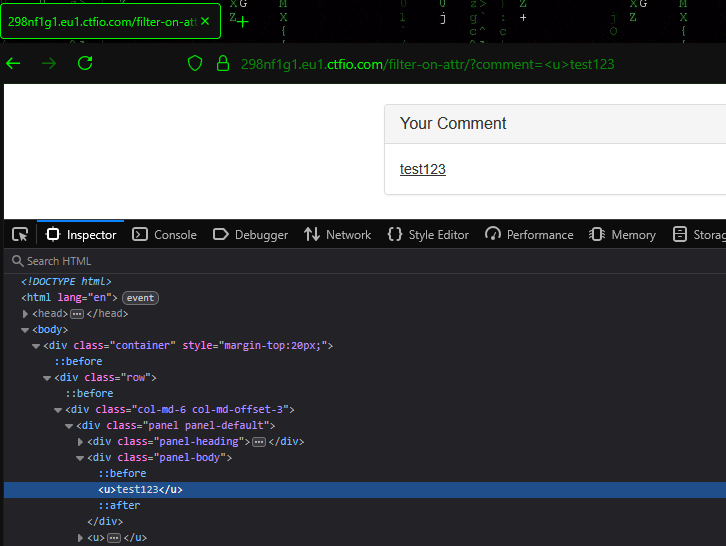 298nf1g1.eu1.ctfio.com/filter-on-att
298nf1g1.eu1.ctfio.com/filter-on-attr/?comment=<u>test123
Your Comment
test123
Inspector Console Debugger Network {} Style Editor Performance Memory Storag
Search HTML
<!DOCTYPE html>
<html lang="en"> event
<head>⋯</head>
<body>
<div class="container" style="margin-top:20px;">
::before
<div class="row">
::before
<div class="col-md-6 col-md-offset-3">
<div class="panel panel-default">
<div class="panel-heading">⋯</div>
<div class="panel-body">
::before
<u>test123</u>
::after
</div>
<u>⋯</u>